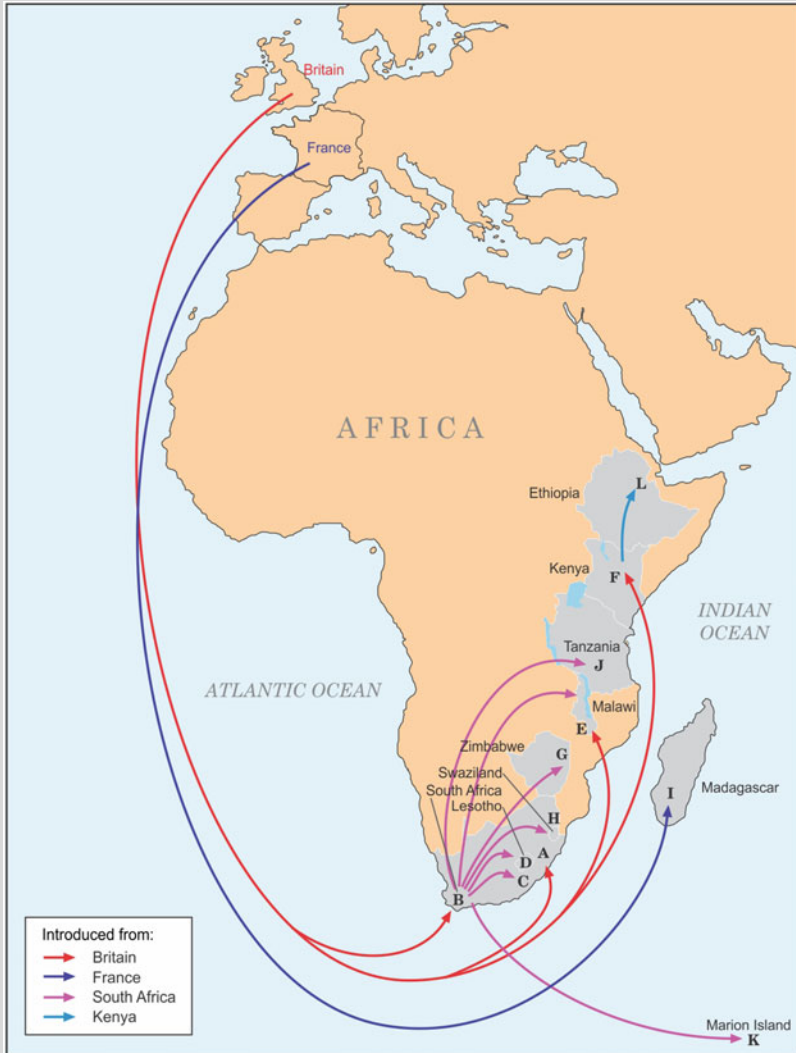 Britain
France
AFRICA
L
Ethiopia
Kenya
F
INDIAN
OCEAN
Tanzania
J
ATLANTIC OCEAN
Malawi
E
Zimbabwe
G
Swaziland
South Africa
Lesotho
Madagascar
I
H
A
D
C
B
Introduced from:
Britain
France
South Africa
Kenya
Marion Island
K